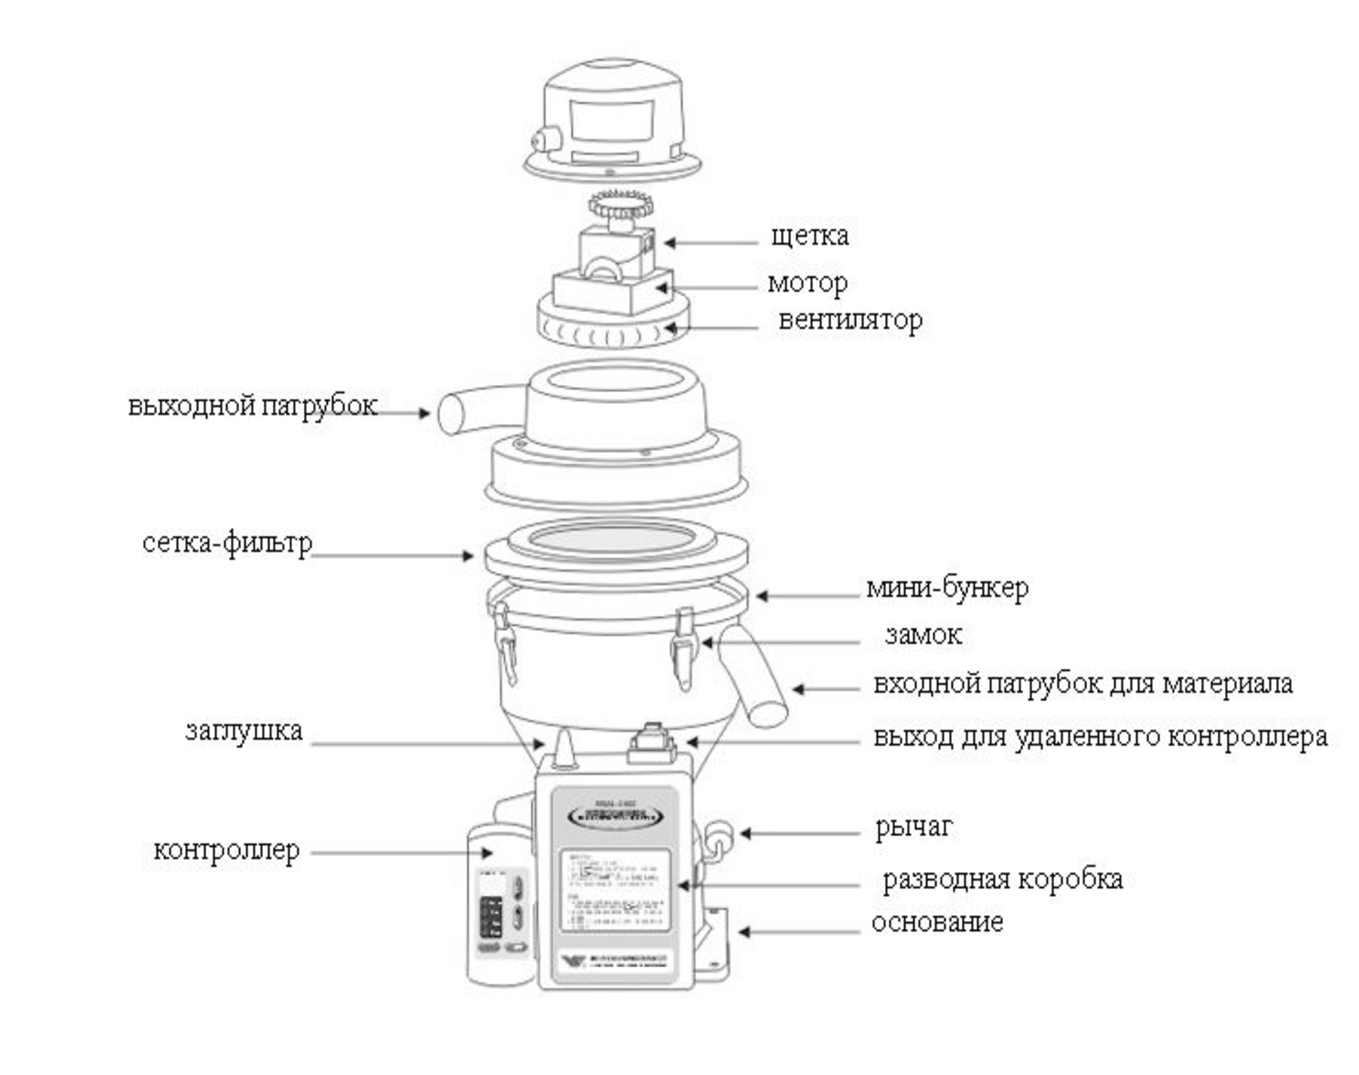 щетка
мотор
вентилятор
выходной патрубок
сетка-фильтр
мини-бункер
замок
входной патрубок для материала
заглушка
выход для удаленного контроллера
рычаг
контроллер
разводная коробка
основание